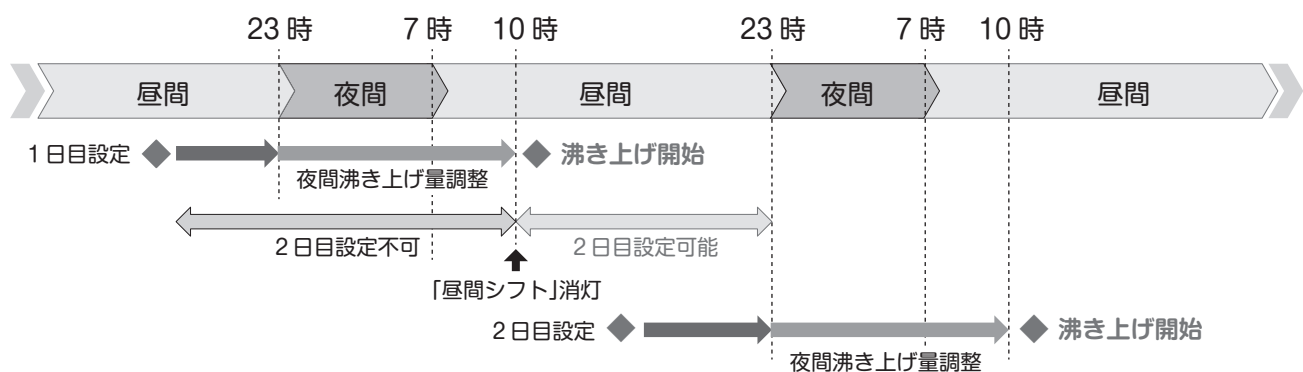 23時 7時 10時 23時 7時 10時
昼間 夜間 昼間 夜間 昼間
1日目設定 沸き上げ開始
夜間沸き上げ量調整
2日目設定不可 2日目設定可能
「昼間シフト」消灯
2日目設定 沸き上げ開始
夜間沸き上げ量調整